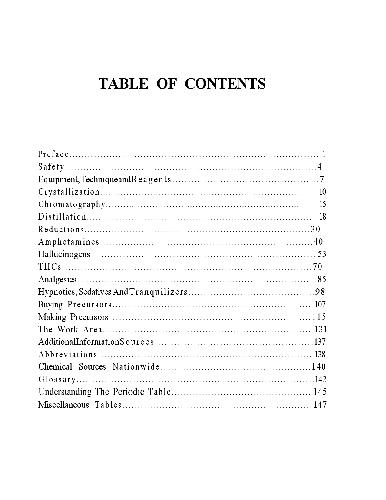 TABLE OF CONTENTS
Preface 1
Safety 4
Equipment, Technique and Reagents 7
Crystallization 10
Chromatography 15
Distillation 18
Reductions 30
Amphetamines 40
Hallucinogens 53
THCs 70
Analgesics 85
Hypnotics, Sedatives And Tranquilizers 98
Buying Precursors 107
Making Precursors 15
The Work Area 131
Additional Information Sources 137
Abbreviations 138
Chemical Sources Nationwide 140
Glossary 142
Understanding The Periodic Table 145
Miscellaneous Tables 147